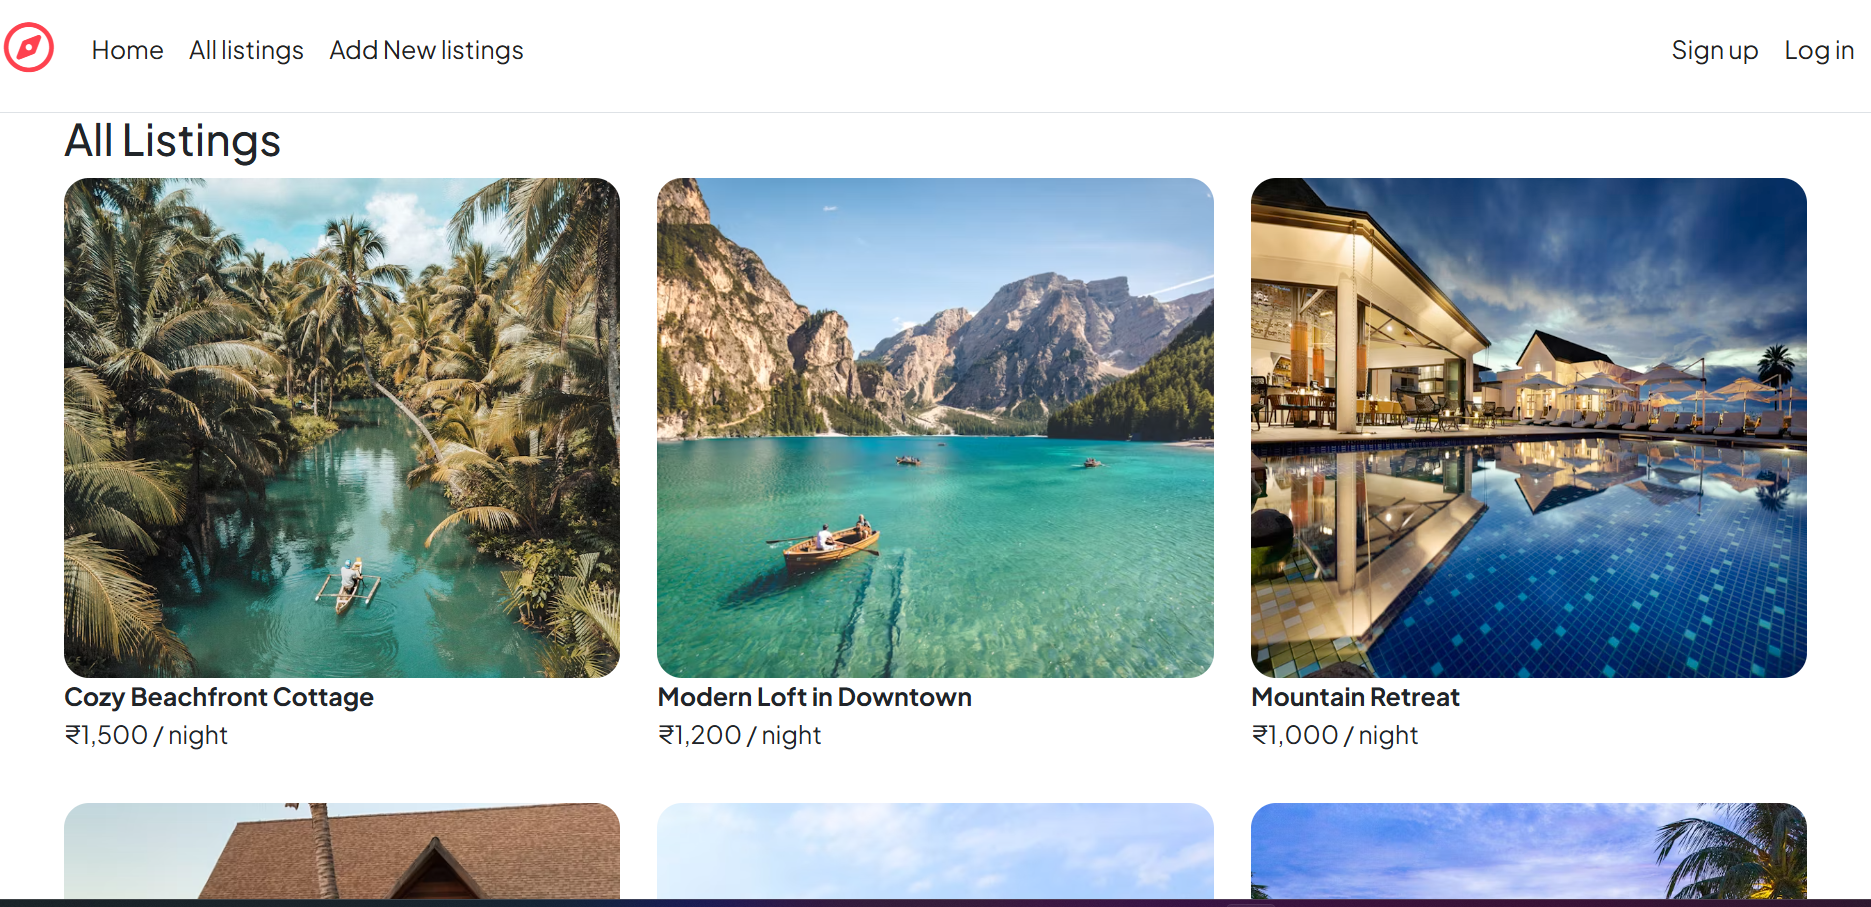 Home All listings Add New listings Sign up Log in
All Listings
Cozy Beachfront Cottage
₹1,500 / night
Modern Loft in Downtown
₹1,200 / night
Mountain Retreat
₹1,000 / night